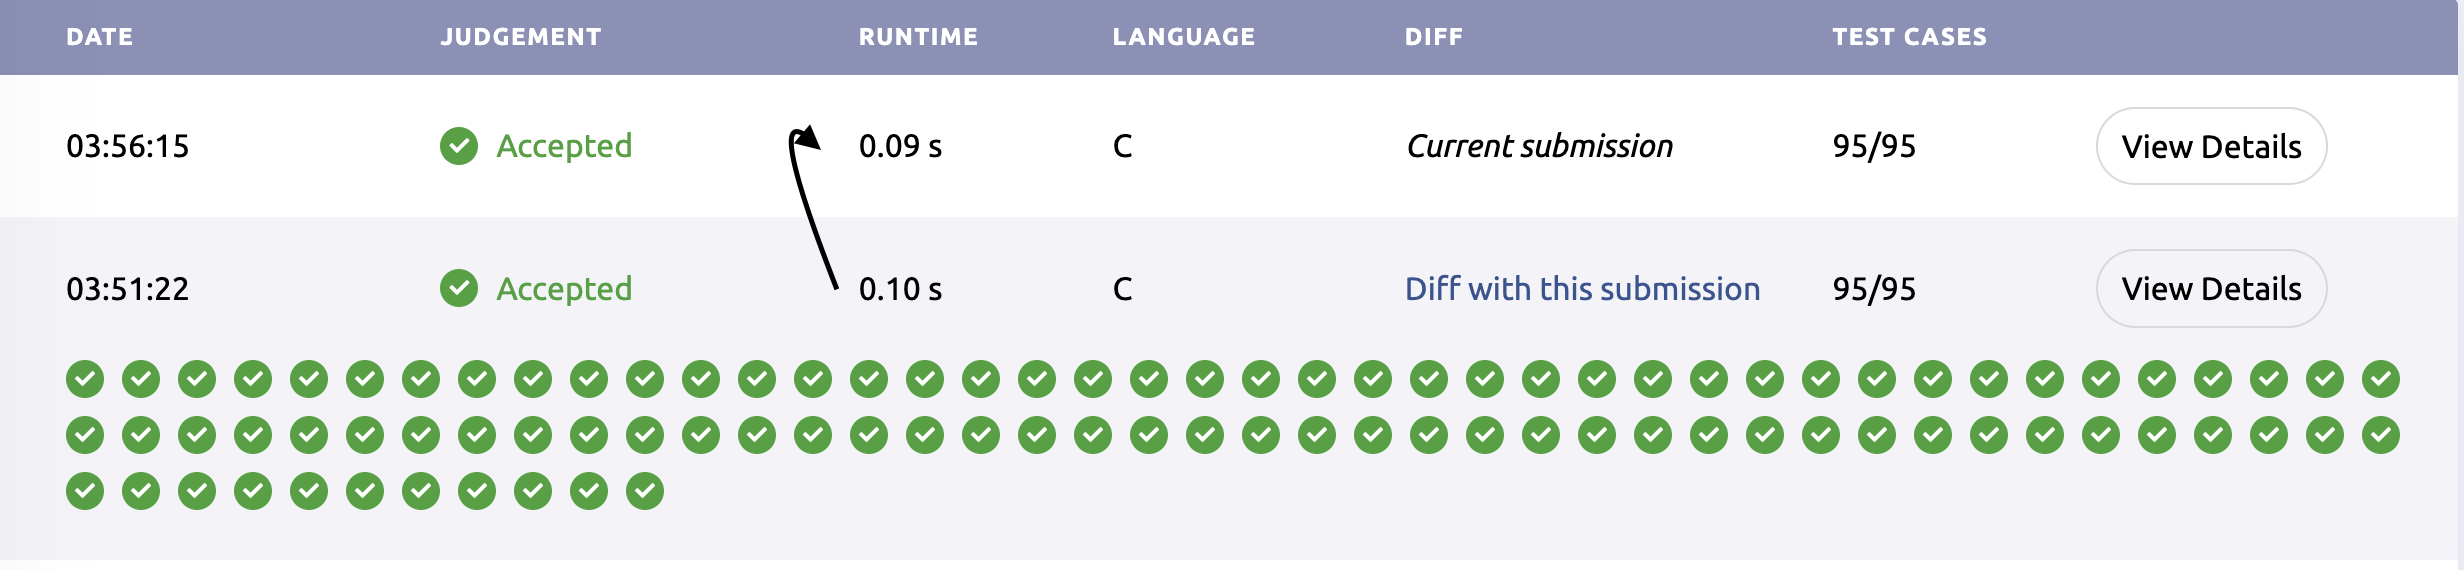 DATE JUDGEMENT RUNTIME LANGUAGE DIFF TEST CASES
03:56:15 Accepted 0.09 s C Current submission 95/95 View Details
03:51:22 Accepted 0.10 s C Diff with this submission 95/95 View Details